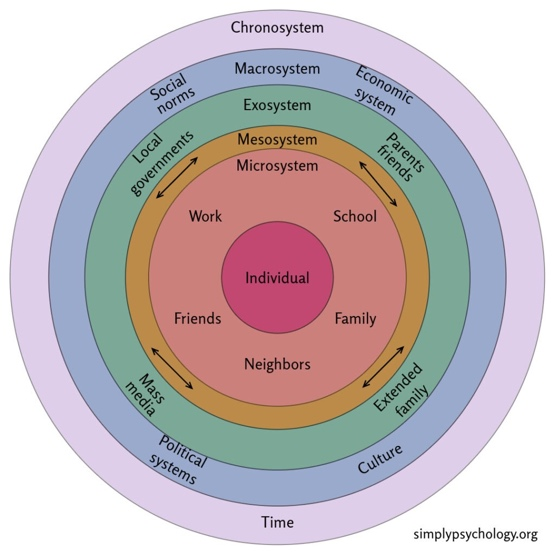 Chronosystem
Macrosystem
Social
norms
Economic
system
Exosystem
Local
governments
Parents
friends
Mesosystem
Microsystem
Work
School
Individual
Friends
Family
Neighbors
Mass
media
Extended
family
Political
systems
Culture
Time
simplypsychology.org